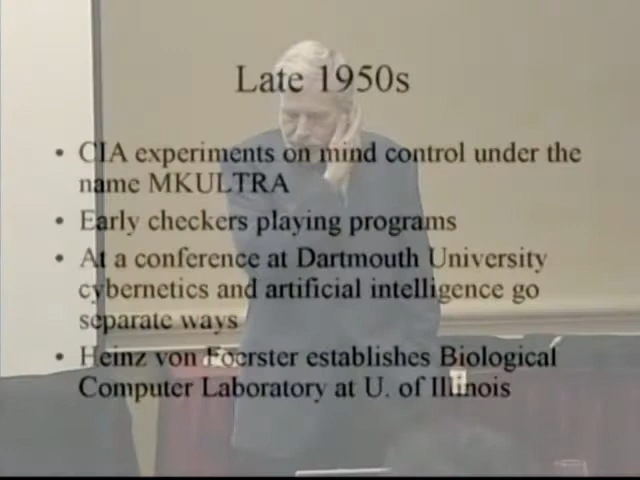 Late 1950s
• CIA experiments on mind control under the
name MKULTRA
• Early checkers playing programs
• At a conference at Dartmouth University
cybernetics and artificial intelligence go
separate ways
• Heinz von Foerster establishes Biological
Computer Laboratory at U. of Illinois